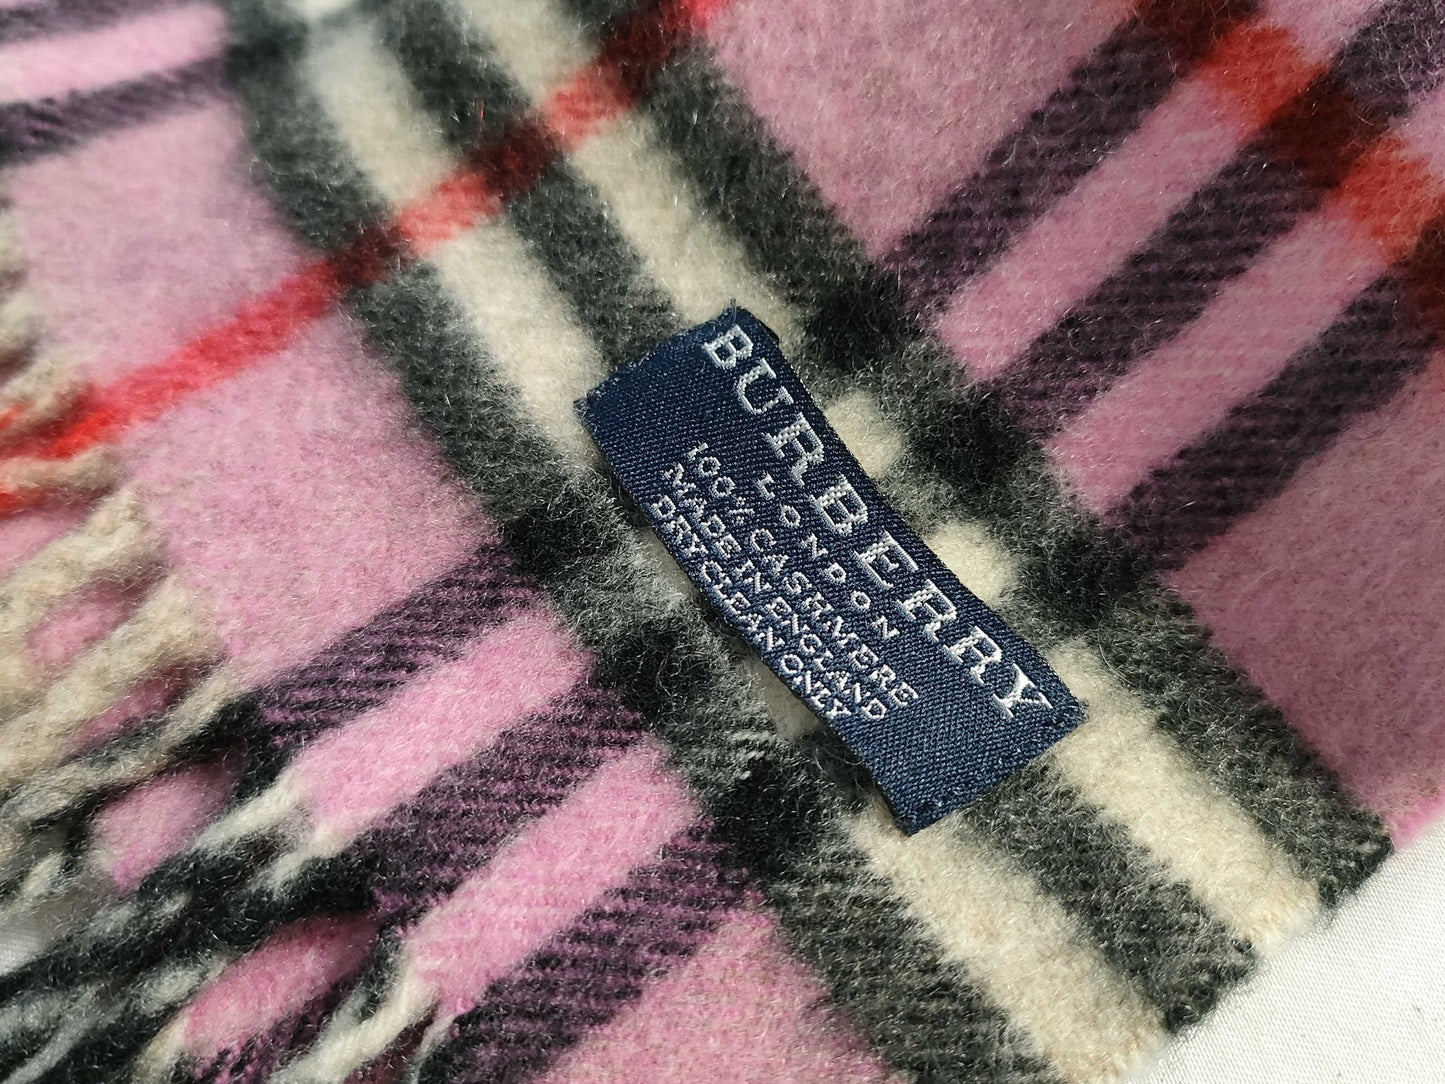 BURBERRY
LONDON
100% CASHMERE
MADE IN ENGLAND
DRY CLEAN ONLY